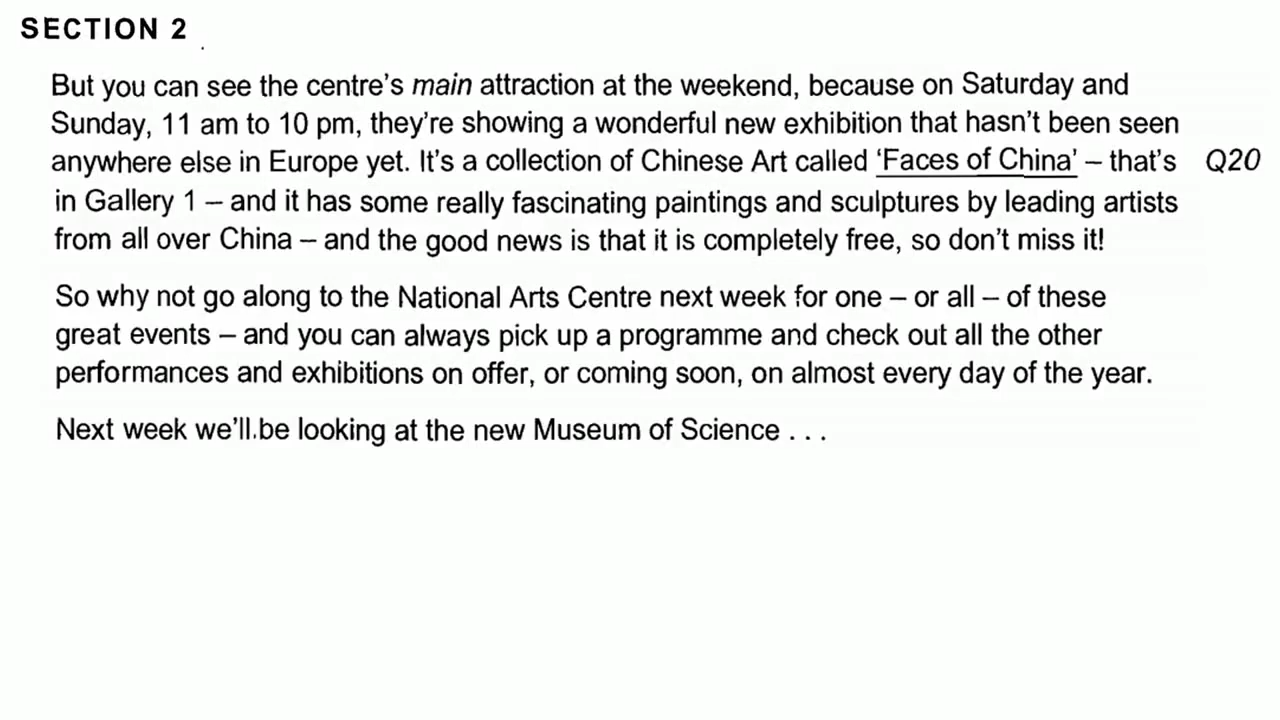 SECTION 2
But you can see the centre's main attraction at the weekend, because on Saturday and
Sunday, 11 am to 10 pm, they're showing a wonderful new exhibition that hasn't been seen
anywhere else in Europe yet. It's a collection of Chinese Art called 'Faces of China' – that's Q20
in Gallery 1 – and it has some really fascinating paintings and sculptures by leading artists
from all over China – and the good news is that it is completely free, so don't miss it!
So why not go along to the National Arts Centre next week for one – or all – of these
great events – and you can always pick up a programme and check out all the other
performances and exhibitions on offer, or coming soon, on almost every day of the year.
Next week we'll be looking at the new Museum of Science . . .